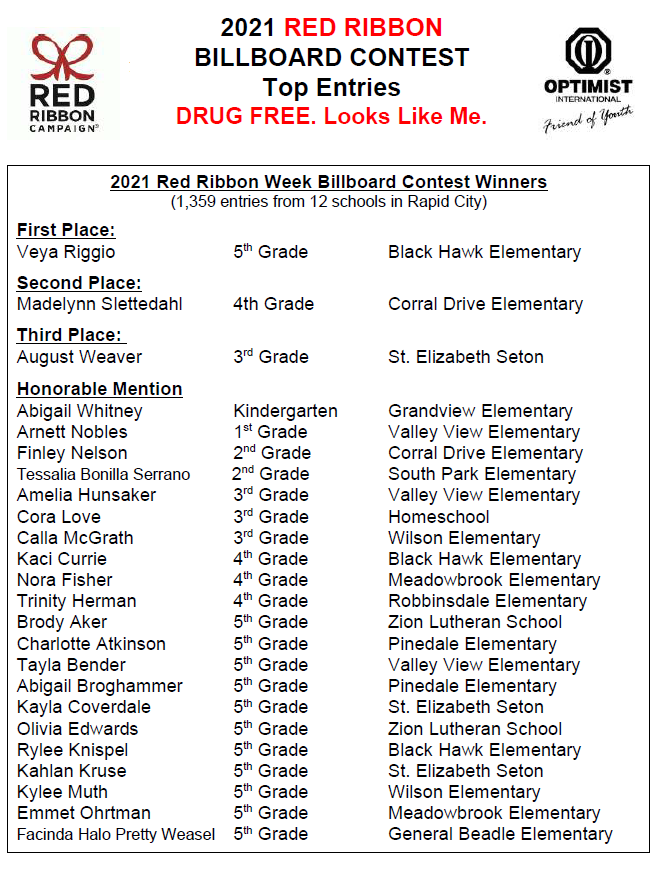 2021 RED RIBBON
BILLBOARD CONTEST
Top Entries
DRUG FREE. Looks Like Me.
RED
RIBBON
CAMPAIGN®
®
OPTIMIST
INTERNATIONAL
Friend of Youth
2021 Red Ribbon Week Billboard Contest Winners
(1,359 entries from 12 schools in Rapid City)
First Place:
Veya Riggio 5th Grade Black Hawk Elementary
Second Place:
Madelynn Slettedahl 4th Grade Corral Drive Elementary
Third Place:
August Weaver 3rd Grade St. Elizabeth Seton
Honorable Mention
Abigail Whitney Kindergarten Grandview Elementary
Arnett Nobles 1st Grade Valley View Elementary
Finley Nelson 2nd Grade Corral Drive Elementary
Tessalia Bonilla Serrano 2nd Grade South Park Elementary
Amelia Hunsaker 3rd Grade Valley View Elementary
Cora Love 3rd Grade Homeschool
Calla McGrath 3rd Grade Wilson Elementary
Kaci Currie 4th Grade Black Hawk Elementary
Nora Fisher 4th Grade Meadowbrook Elementary
Trinity Herman 4th Grade Robbinsdale Elementary
Brody Aker 5th Grade Zion Lutheran School
Charlotte Atkinson 5th Grade Pinedale Elementary
Tayla Bender 5th Grade Valley View Elementary
Abigail Broghammer 5th Grade Pinedale Elementary
Kayla Coverdale 5th Grade St. Elizabeth Seton
Olivia Edwards 5th Grade Zion Lutheran School
Rylee Knispel 5th Grade Black Hawk Elementary
Kahlan Kruse 5th Grade St. Elizabeth Seton
Kylee Muth 5th Grade Wilson Elementary
Emmet Ohrtman 5th Grade Meadowbrook Elementary
Facinda Halo Pretty Weasel 5th Grade General Beadle Elementary